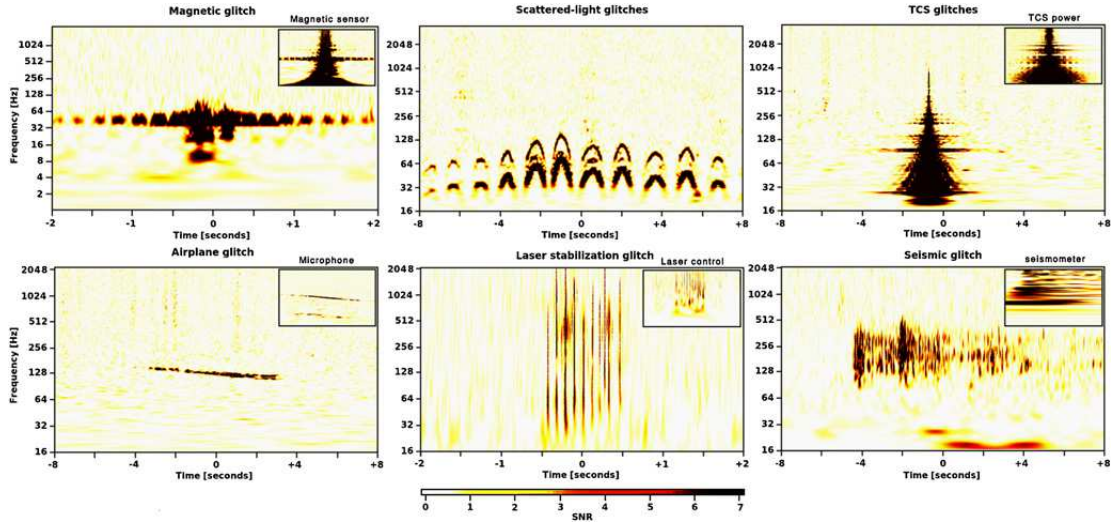 Magnetic glitch
Magnetic sensor
Frequency [Hz]
1024
512
256
128
64
32
16
8
4
2
-2 -1 0 +1 +2
Time [seconds]
Scattered-light glitches
2048
1024
512
256
128
64
32
16
-8 -4 0 +4 +8
Time [seconds]
TCS glitches
TCS power
2048
1024
512
256
128
64
32
16
-8 -4 0 +4 +8
Time [seconds]
Airplane glitch
Microphone
Frequency [Hz]
2048
1024
512
256
128
64
32
16
-8 -4 0 +4 +8
Time [seconds]
Laser stabilization glitch
Laser control
2048
1024
512
256
128
64
32
16
-2 -1 0 +1 +2
Time [seconds]
Seismic glitch
seismometer
2048
1024
512
256
128
64
32
16
-8 -4 0 +4 +8
Time [seconds]
0 1 2 3 4 5 6 7
SNR